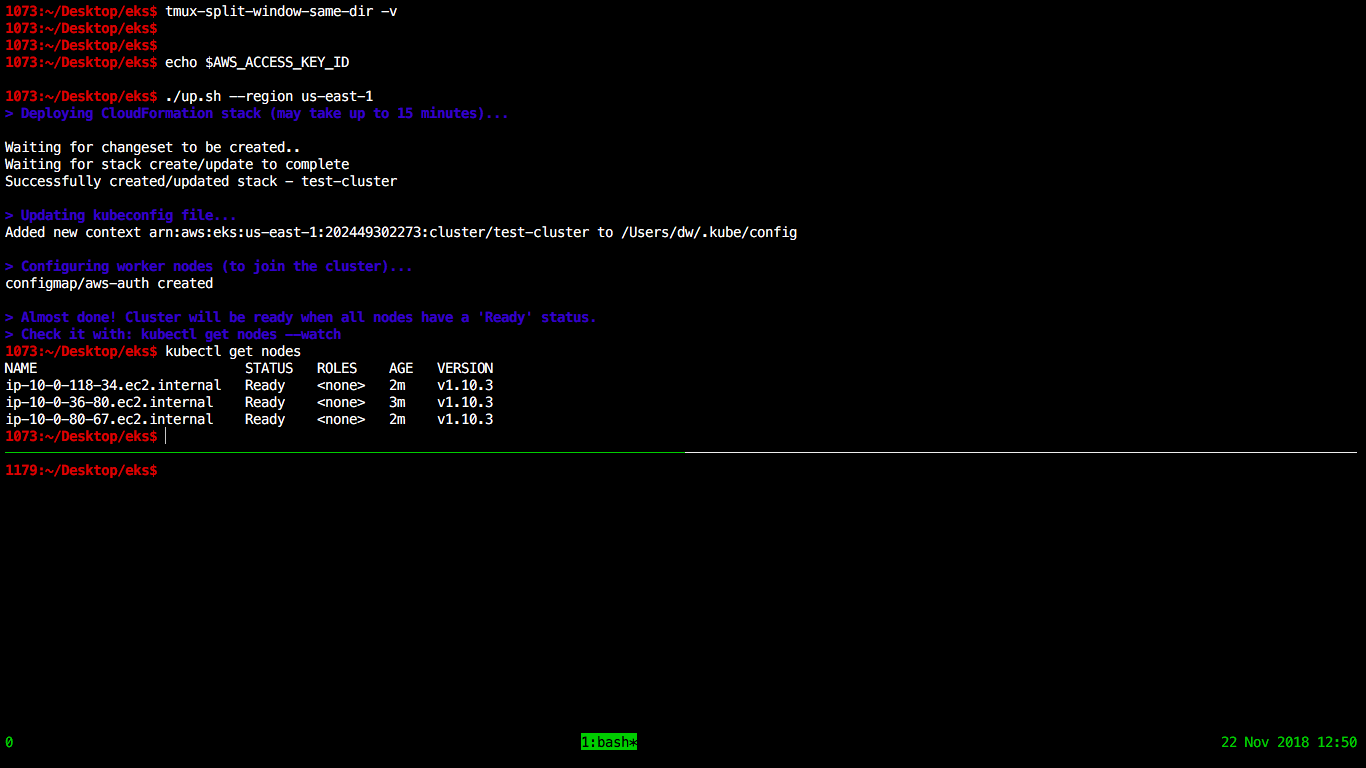 1073:~/Desktop/eks$ tmux-split-window-same-dir -v
1073:~/Desktop/eks$
1073:~/Desktop/eks$
1073:~/Desktop/eks$ echo $AWS_ACCESS_KEY_ID
1073:~/Desktop/eks$ ./up.sh --region us-east-1
> Deploying CloudFormation stack (may take up to 15 minutes)...
Waiting for changeset to be created..
Waiting for stack create/update to complete
Successfully created/updated stack - test-cluster
> Updating kubeconfig file...
Added new context arn:aws:eks:us-east-1:202449302273:cluster/test-cluster to /Users/dw/.kube/config
> Configuring worker nodes (to join the cluster)...
configmap/aws-auth created
> Almost done! Cluster will be ready when all nodes have a 'Ready' status.
> Check it with: kubectl get nodes --watch
1073:~/Desktop/eks$ kubectl get nodes
NAME                          STATUS   ROLES    AGE   VERSION
ip-10-0-118-34.ec2.internal   Ready    <none>   2m    v1.10.3
ip-10-0-36-80.ec2.internal    Ready    <none>   3m    v1.10.3
ip-10-0-80-67.ec2.internal    Ready    <none>   2m    v1.10.3
1073:~/Desktop/eks$
1179:~/Desktop/eks$
0 1:bash* 22 Nov 2018 12:50